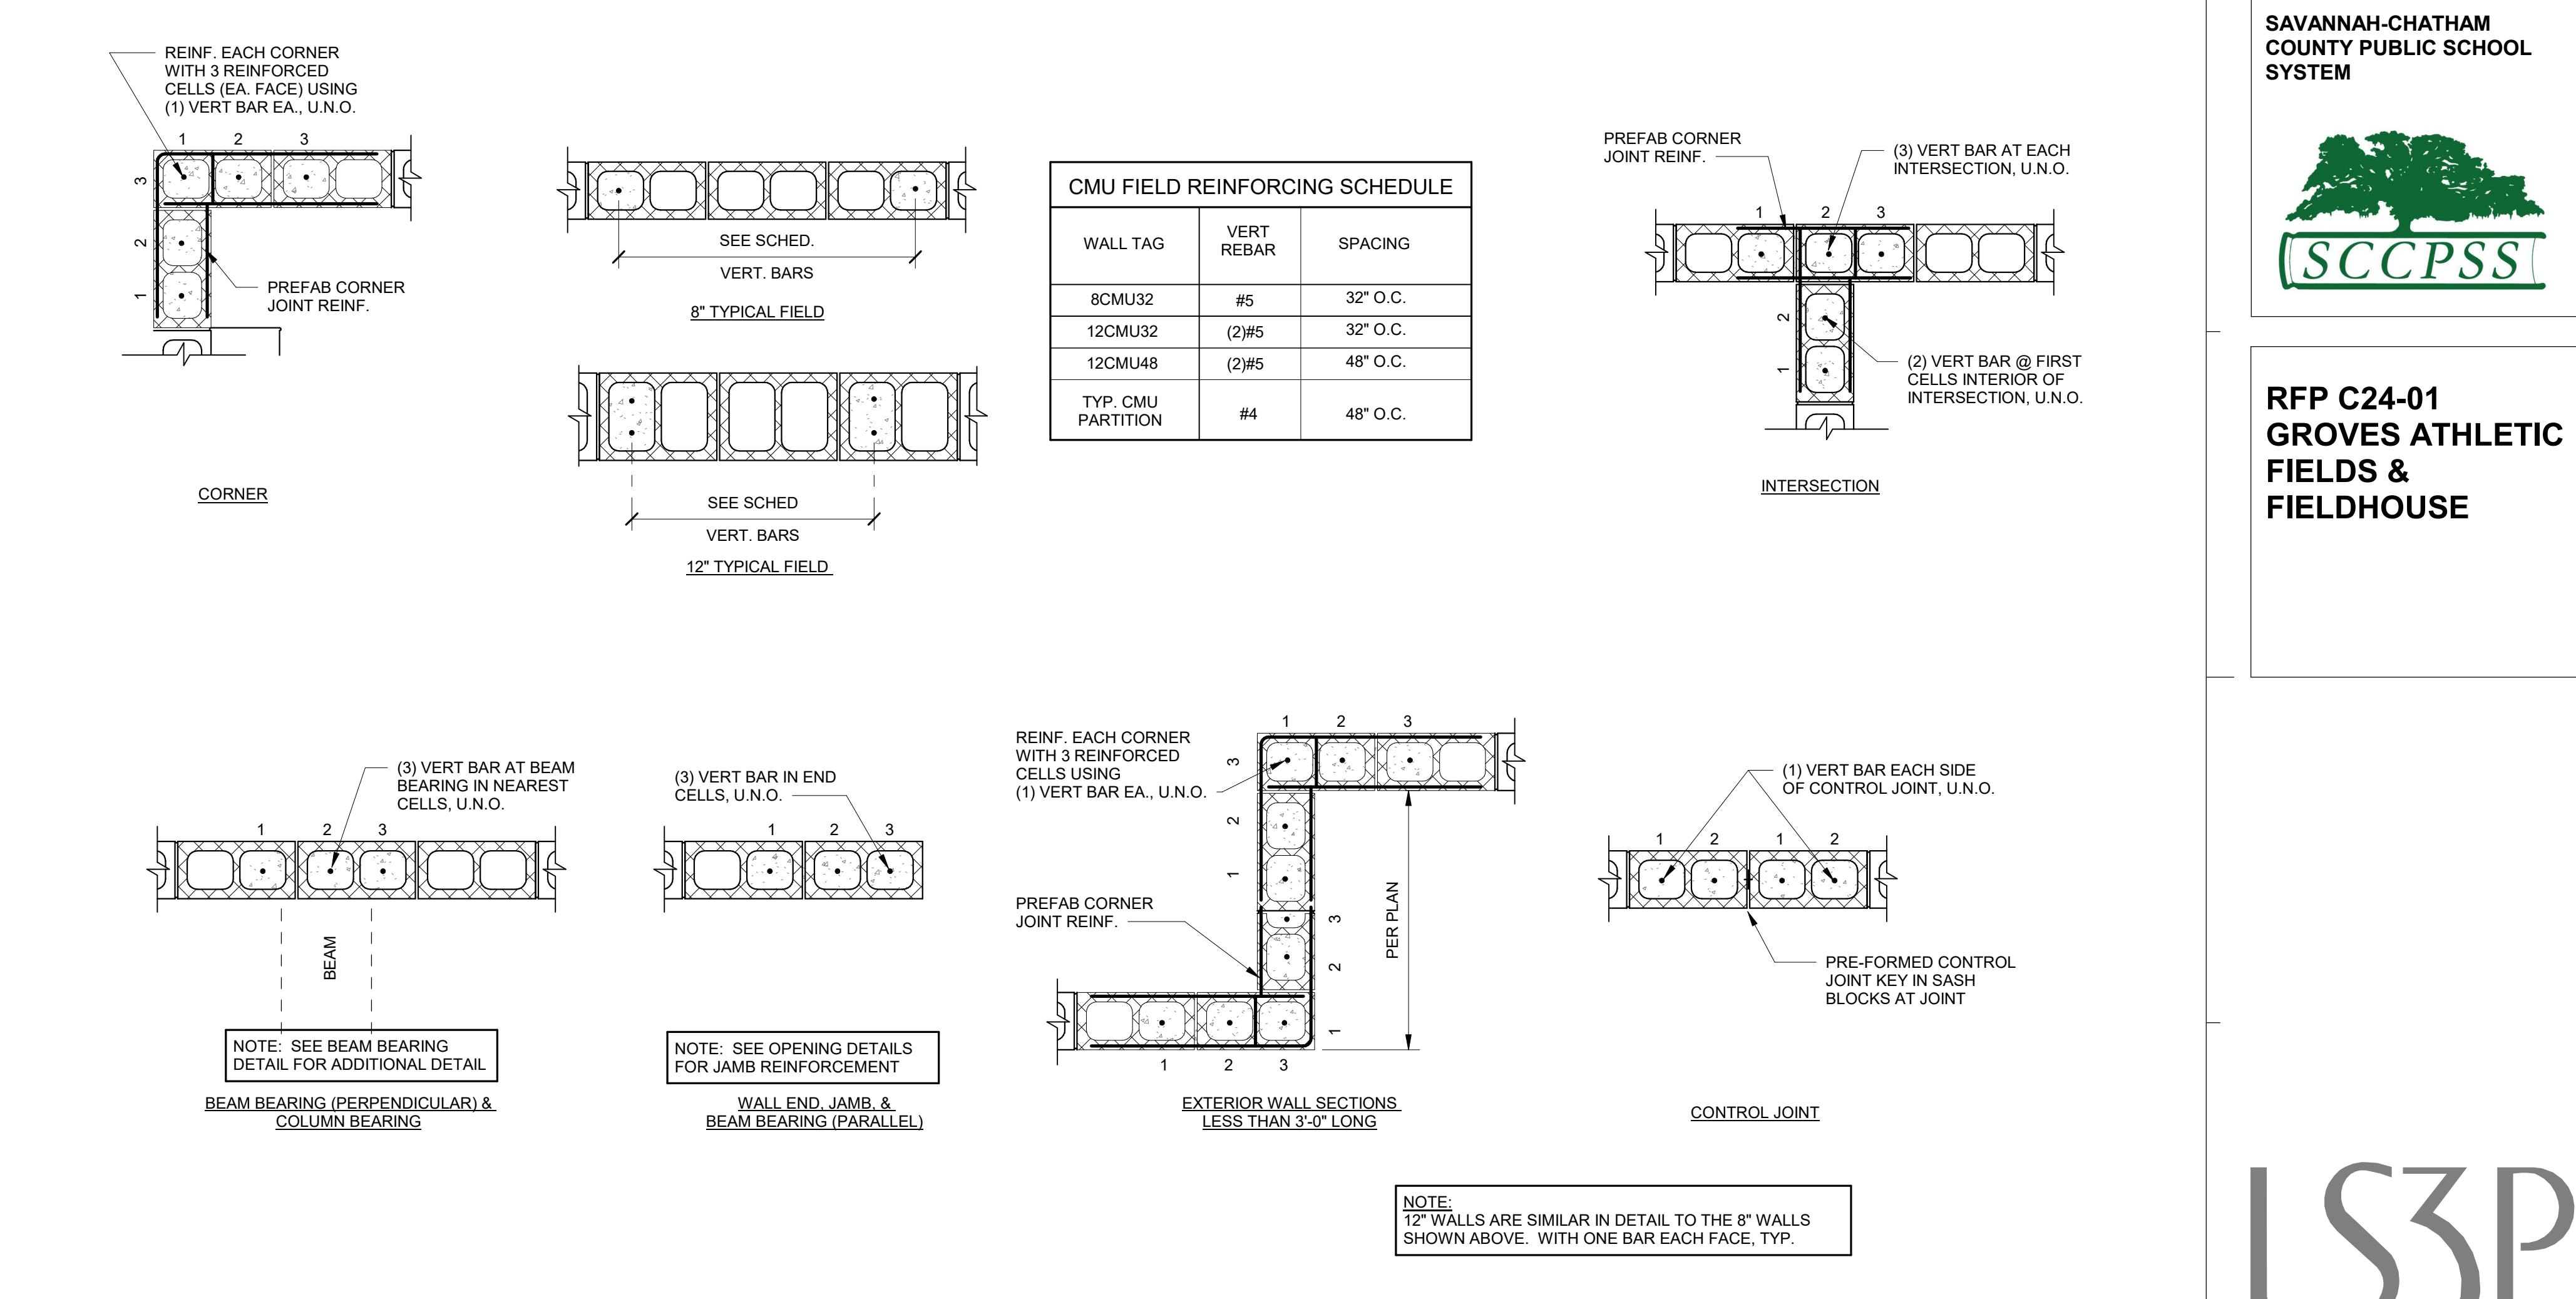 REINF. EACH CORNER
WITH 3 REINFORCED
CELLS (EA. FACE) USING
(1) VERT BAR EA., U.N.O.
1 2 3
3
2
1
PREFAB CORNER
JOINT REINF.
CORNER
SEE SCHED.
VERT. BARS
8" TYPICAL FIELD
SEE SCHED
VERT. BARS
12" TYPICAL FIELD
CMU FIELD REINFORCING SCHEDULE
WALL TAG VERT REBAR SPACING
8CMU32 #5 32" O.C.
12CMU32 (2)#5 32" O.C.
12CMU48 (2)#5 48" O.C.
TYP. CMU PARTITION #4 48" O.C.
PREFAB CORNER
JOINT REINF.
(3) VERT BAR AT EACH
INTERSECTION, U.N.O.
1 2 3
2
1
(2) VERT BAR @ FIRST
CELLS INTERIOR OF
INTERSECTION, U.N.O.
INTERSECTION
(3) VERT BAR AT BEAM
BEARING IN NEAREST
CELLS, U.N.O.
1 2 3
BEAM
NOTE: SEE BEAM BEARING
DETAIL FOR ADDITIONAL DETAIL
BEAM BEARING (PERPENDICULAR) &
COLUMN BEARING
(3) VERT BAR IN END
CELLS, U.N.O.
1 2 3
NOTE: SEE OPENING DETAILS
FOR JAMB REINFORCEMENT
WALL END, JAMB, &
BEAM BEARING (PARALLEL)
REINF. EACH CORNER
WITH 3 REINFORCED
CELLS USING
(1) VERT BAR EA., U.N.O.
1 2 3
3
2
1
PREFAB CORNER
JOINT REINF.
3
2
1
PER PLAN
1 2 3
EXTERIOR WALL SECTIONS
LESS THAN 3'-0" LONG
(1) VERT BAR EACH SIDE
OF CONTROL JOINT, U.N.O.
1 2 1 2
PRE-FORMED CONTROL
JOINT KEY IN SASH
BLOCKS AT JOINT
CONTROL JOINT
NOTE:
12" WALLS ARE SIMILAR IN DETAIL TO THE 8" WALLS
SHOWN ABOVE. WITH ONE BAR EACH FACE, TYP.
SAVANNAH-CHATHAM
COUNTY PUBLIC SCHOOL
SYSTEM
SCCPSS
RFP C24-01
GROVES ATHLETIC
FIELDS &
FIELDHOUSE
LS3P